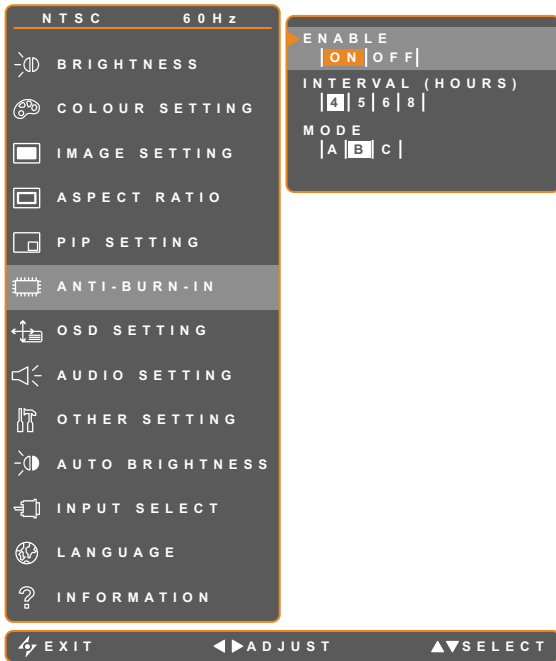 NTSC 60Hz
BRIGHTNESS
COLOUR SETTING
IMAGE SETTING
ASPECT RATIO
PIP SETTING
ANTI-BURN-IN
OSD SETTING
AUDIO SETTING
OTHER SETTING
AUTO BRIGHTNESS
INPUT SELECT
LANGUAGE
INFORMATION
ENABLE
ON OFF
INTERVAL (HOURS)
4 5 6 8
MODE
A B C
EXIT ADJUST SELECT